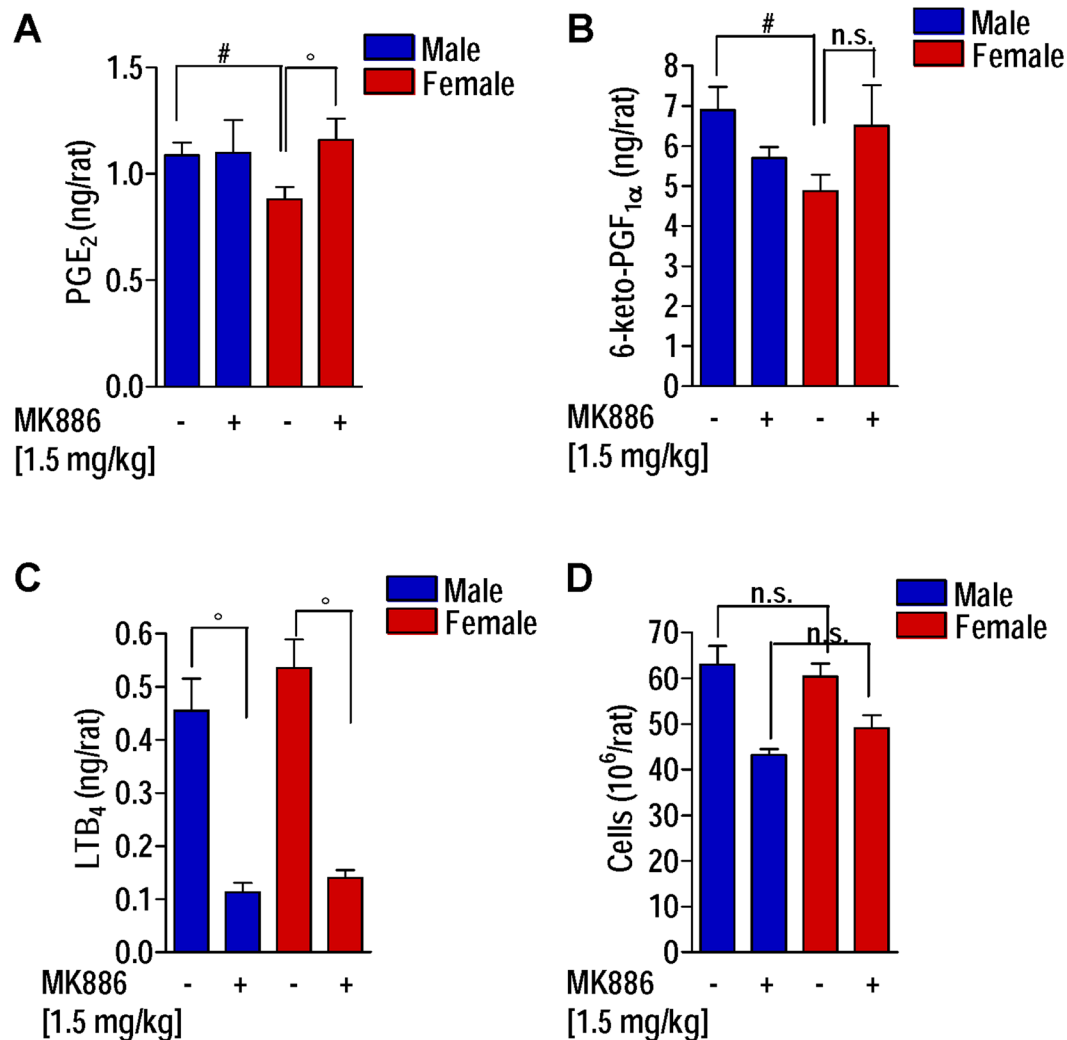 A
Male
Female
#
°
1.5
1.0
0.5
0.0
PGE2 (ng/rat)
MK886 - + - +
[1.5 mg/kg]
B
Male
Female
#
n.s.
8
7
6
5
4
3
2
1
0
6-keto-PGF1α (ng/rat)
MK886 - + - +
[1.5 mg/kg]
C
Male
Female
°
°
0.6
0.5
0.4
0.3
0.2
0.1
0.0
LTB4 (ng/rat)
MK886 - + - +
[1.5 mg/kg]
D
Male
Female
n.s.
n.s.
70
60
50
40
30
20
10
0
Cells (10^6/rat)
MK886 - + - +
[1.5 mg/kg]